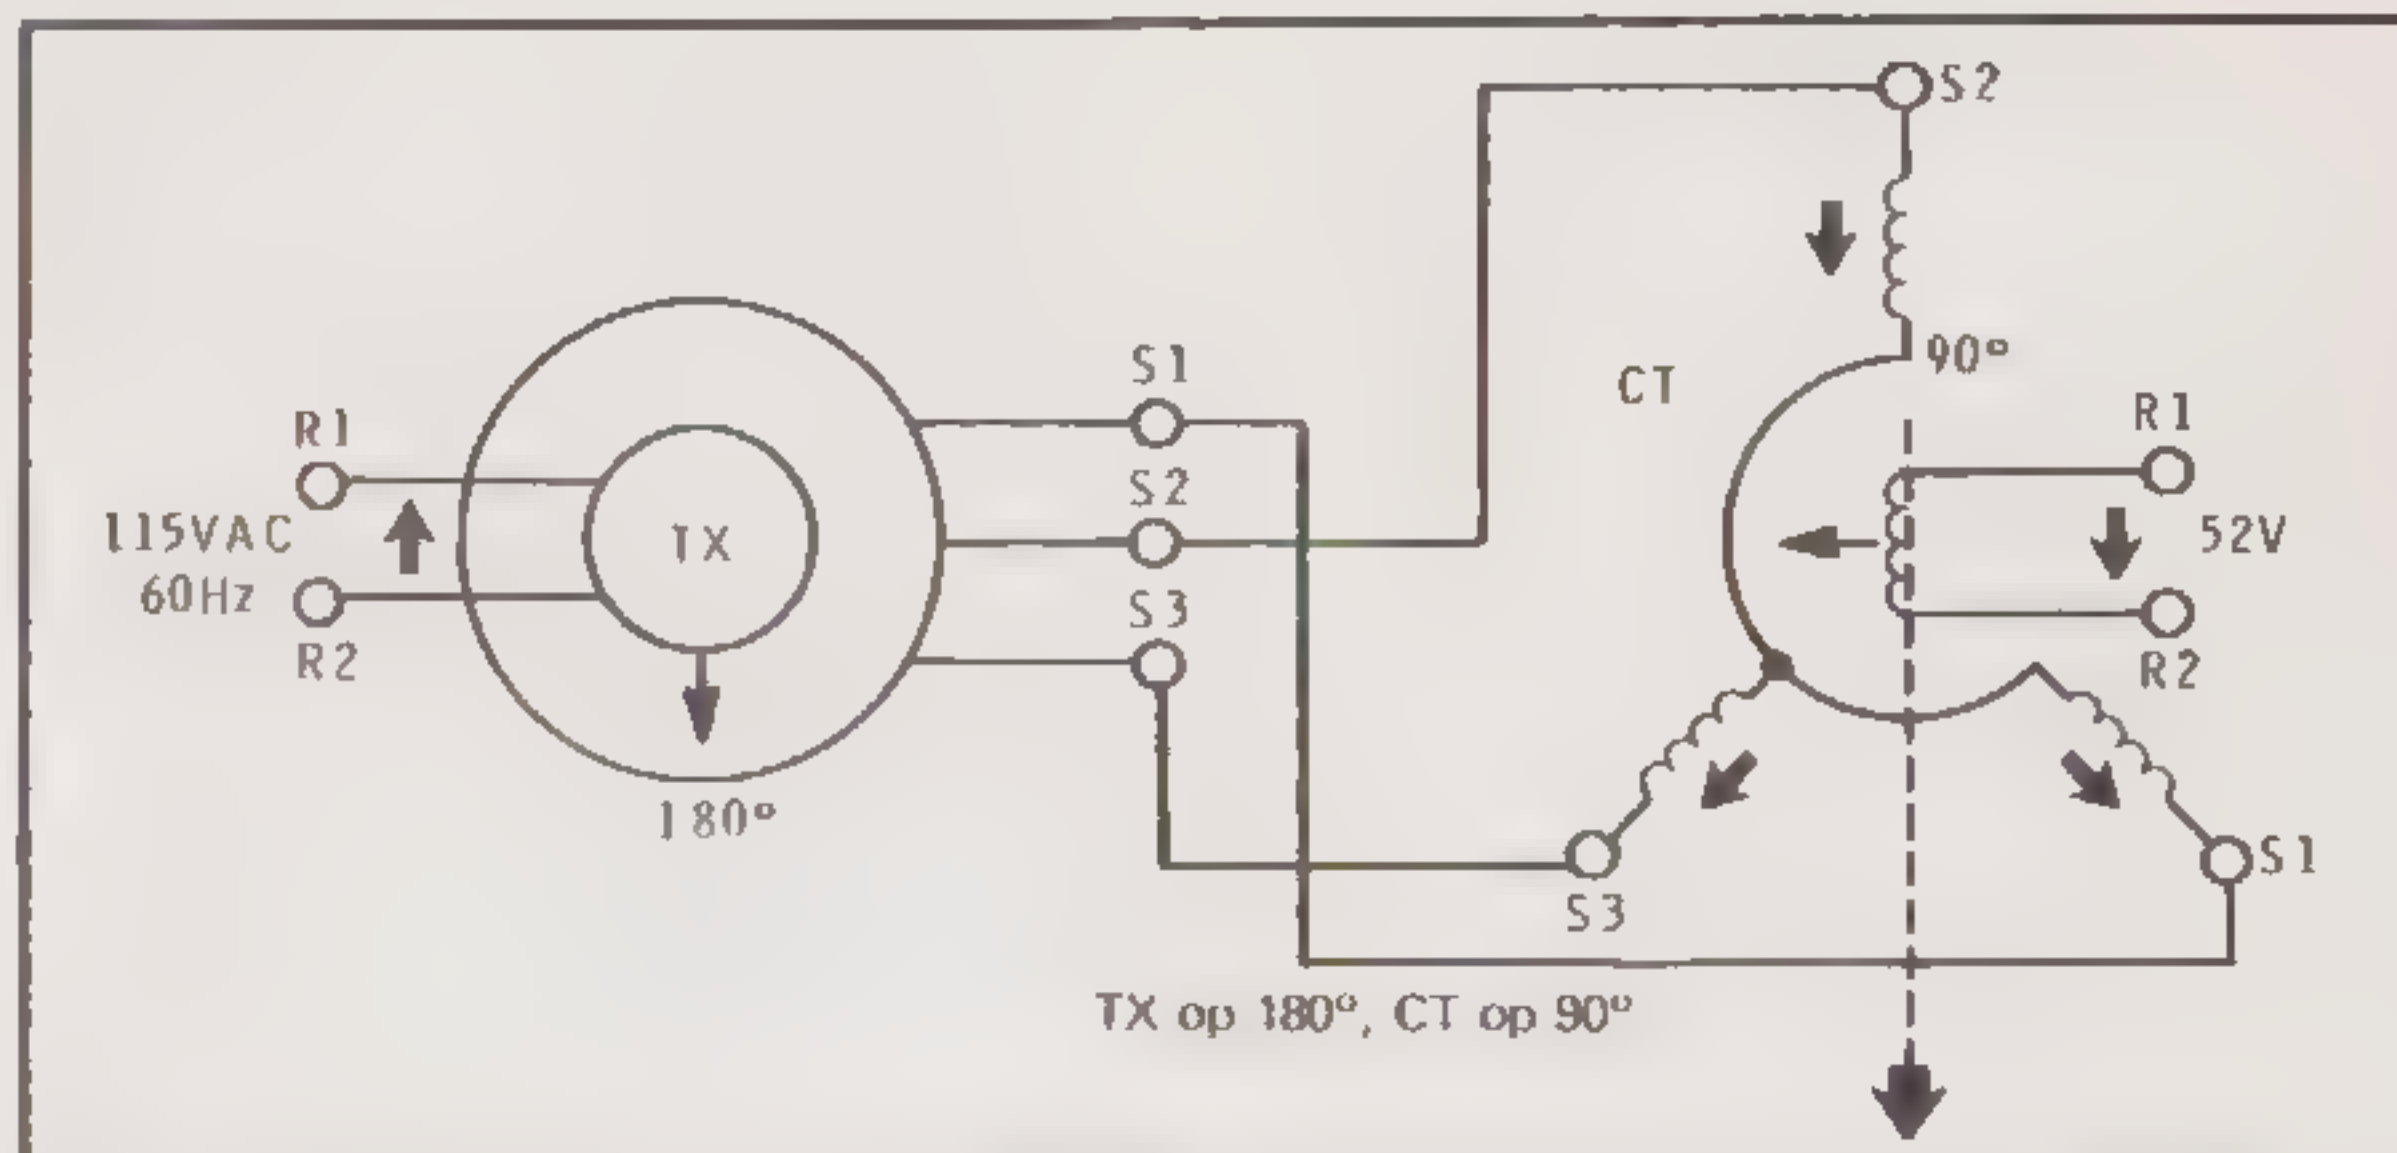 S2
90°
CT
R1
52V
R2
S1
S3
R1
115VAC
60Hz
R2
TX
180°
S1
S2
S3
TX op 180°, CT op 90°